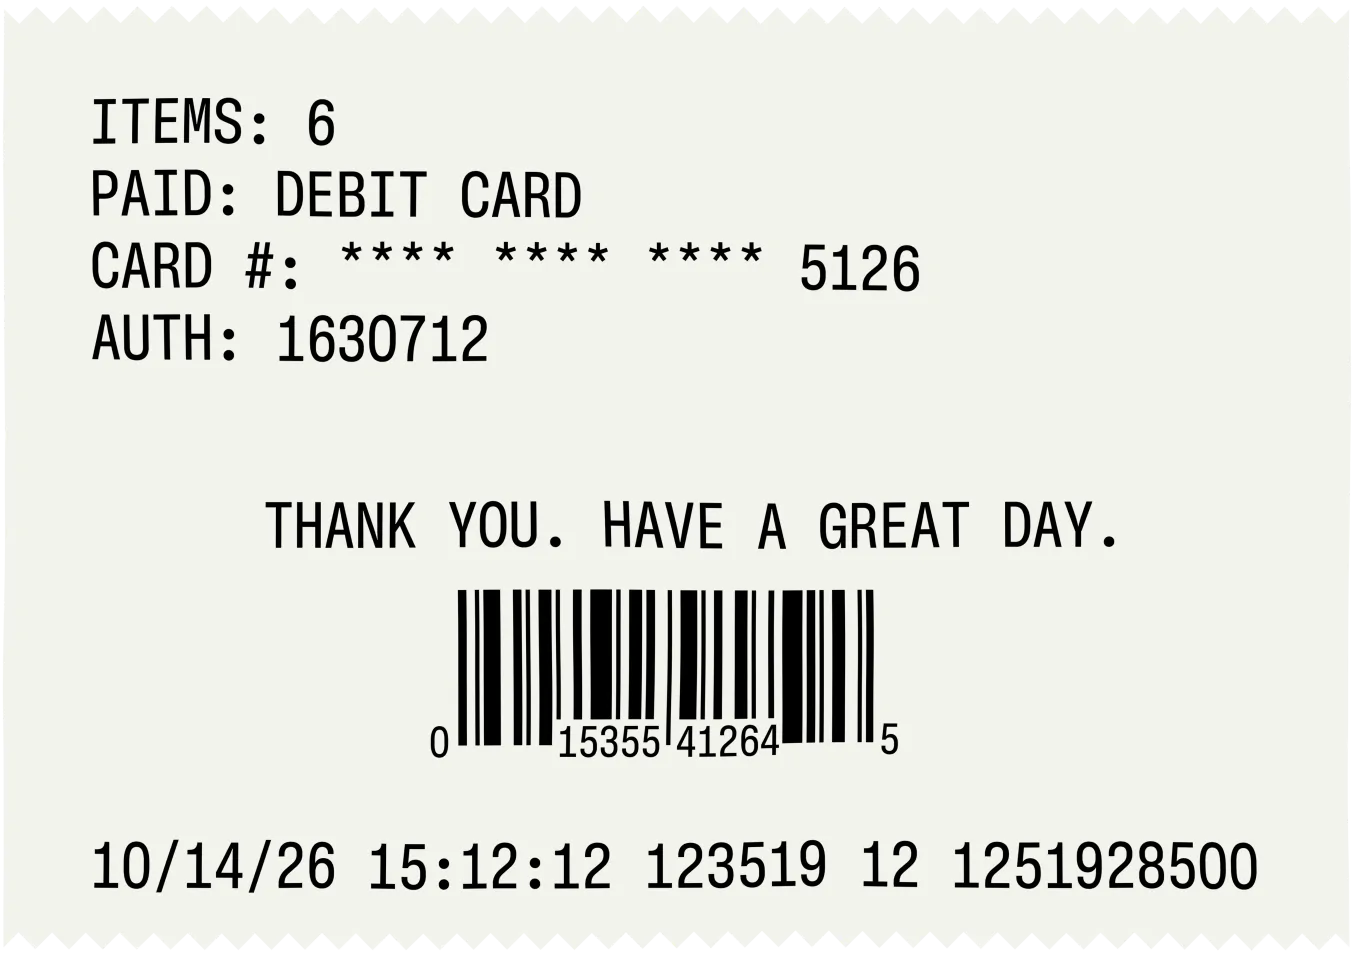 ITEMS: 6
PAID: DEBIT CARD
CARD #: **** **** **** 5126
AUTH: 1630712
THANK YOU. HAVE A GREAT DAY.
0 15355 41264 5
10/14/26 15:12:12 123519 12 1251928500